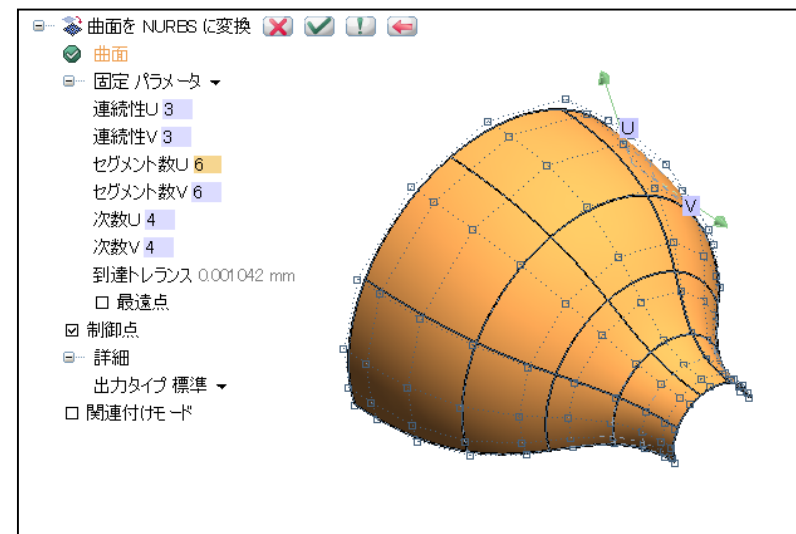 曲面を NURBS に変換
曲面
固定 パラメータ
連続性U 3
連続性V 3
セグメント数U 6
セグメント数V 6
次数U 4
次数V 4
到達トレランス 0.001042 mm
最遠点
制御点
詳細
出力タイプ 標準
関連付けモード
U
V